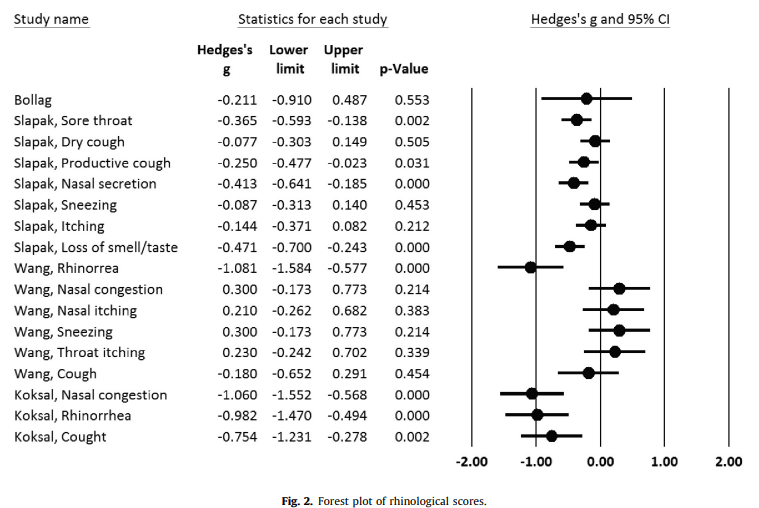 Study name Statistics for each study Hedges's g and 95% CI
Hedges's Lower Upper
g limit limit p-Value
Bollag -0.211 -0.910 0.487 0.553
Slapak, Sore throat -0.365 -0.593 -0.138 0.002
Slapak, Dry cough -0.077 -0.303 0.149 0.505
Slapak, Productive cough -0.250 -0.477 -0.023 0.031
Slapak, Nasal secretion -0.413 -0.641 -0.185 0.000
Slapak, Sneezing -0.087 -0.313 0.140 0.453
Slapak, Itching -0.144 -0.371 0.082 0.212
Slapak, Loss of smell/taste -0.471 -0.700 -0.243 0.000
Wang, Rhinorrea -1.081 -1.584 -0.577 0.000
Wang, Nasal congestion 0.300 -0.173 0.773 0.214
Wang, Nasal itching 0.210 -0.262 0.682 0.383
Wang, Sneezing 0.300 -0.173 0.773 0.214
Wang, Throat itching 0.230 -0.242 0.702 0.339
Wang, Cough -0.180 -0.652 0.291 0.454
Koksal, Nasal congestion -1.060 -1.552 -0.568 0.000
Koksal, Rhinorrhea -0.982 -1.470 -0.494 0.000
Koksal, Cought -0.754 -1.231 -0.278 0.002
-2.00 -1.00 0.00 1.00 2.00
Fig. 2. Forest plot of rhinological scores.